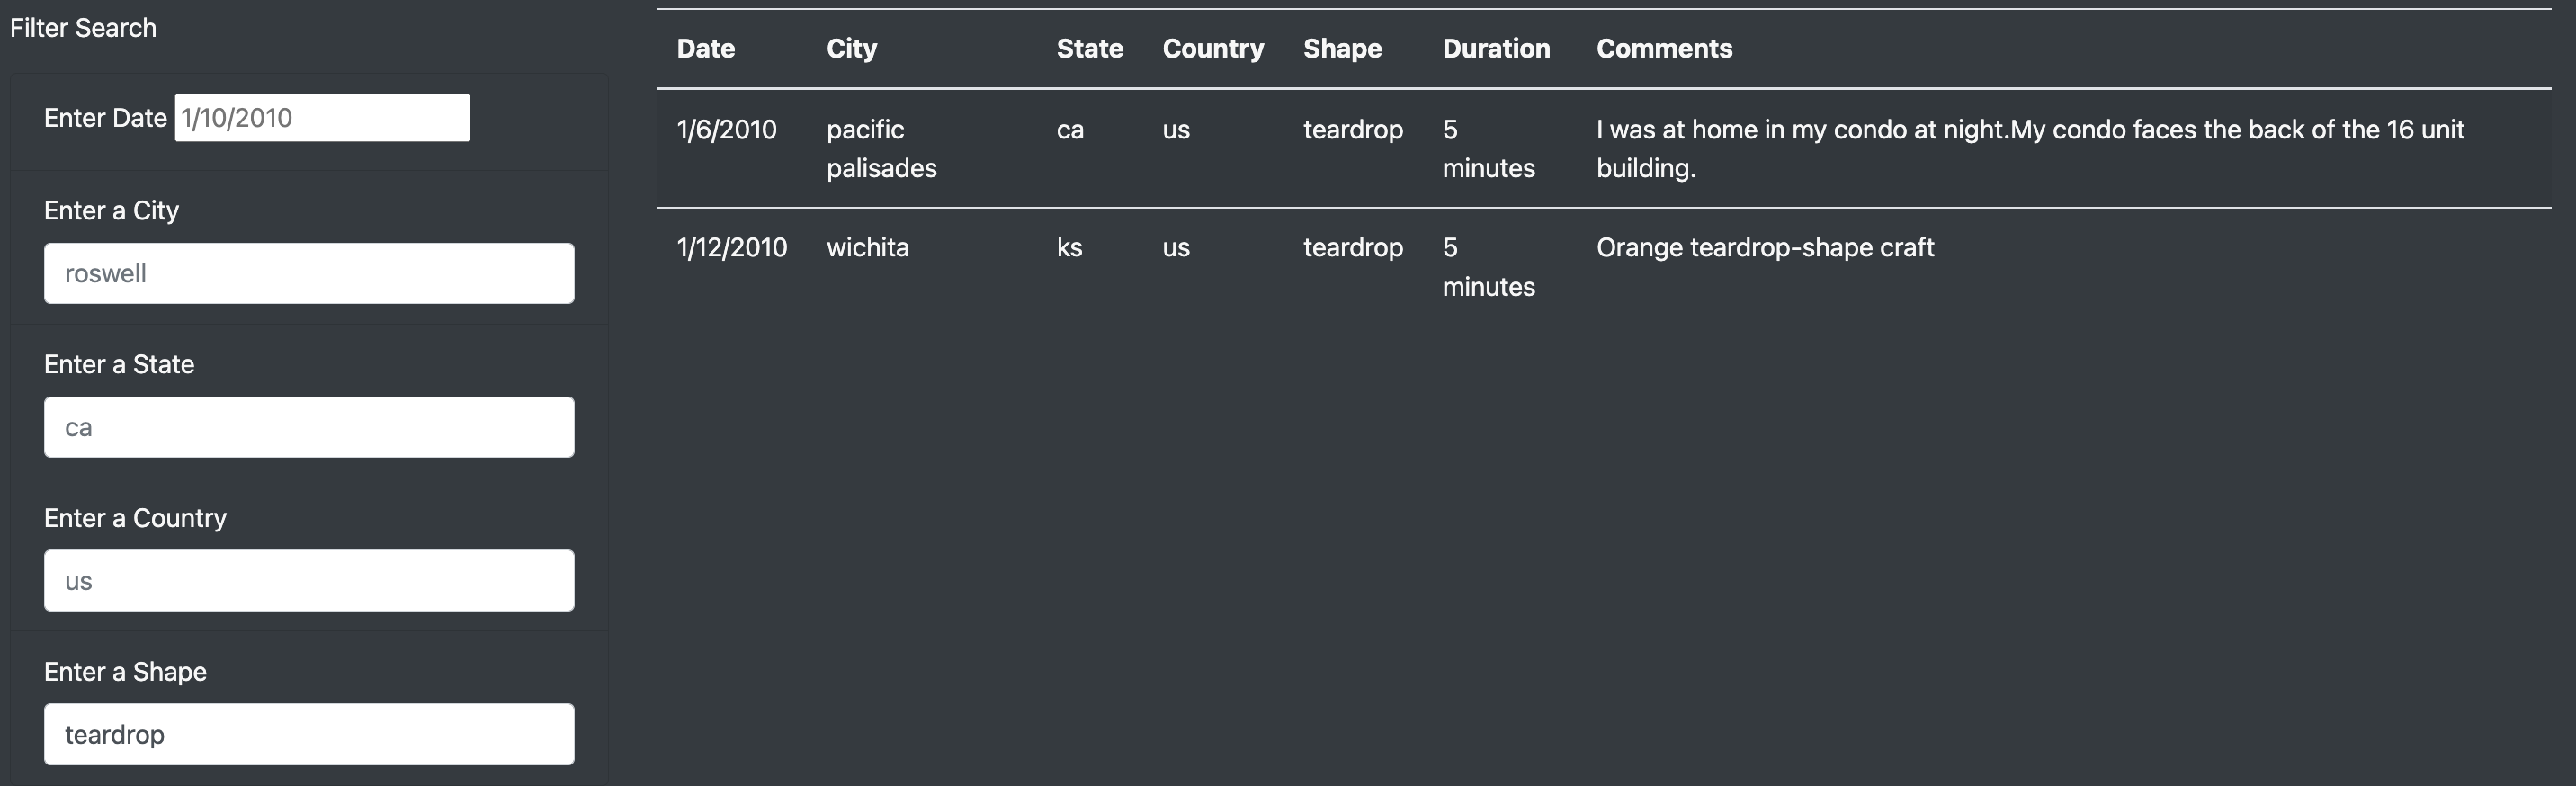 Filter Search
Enter Date 1/10/2010
Enter a City
roswell
Enter a State
ca
Enter a Country
us
Enter a Shape
teardrop
Date City State Country Shape Duration Comments
1/6/2010 pacific ca us teardrop 5 I was at home in my condo at night.My condo faces the back of the 16 unit
palisades minutes building.
1/12/2010 wichita ks us teardrop 5 Orange teardrop-shape craft
minutes